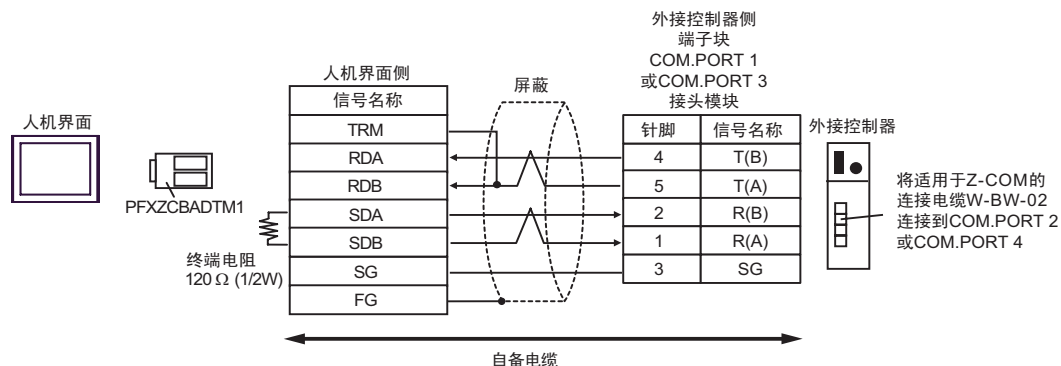 外接控制器侧
端子块
COM.PORT 1
或COM.PORT 3
接头模块
人机界面侧
屏蔽
人机界面
信号名称
针脚 信号名称
外接控制器
TRM
RDA
4 T(B)
RDB
5 T(A)
SDA
2 R(B)
SDB
1 R(A)
SG
3 SG
FG
PFXZCBADTM1
终端电阻
120 Ω (1/2W)
将适用于Z-COM的
连接电缆W-BW-02
连接到COM.PORT 2
或COM.PORT 4
自备电缆